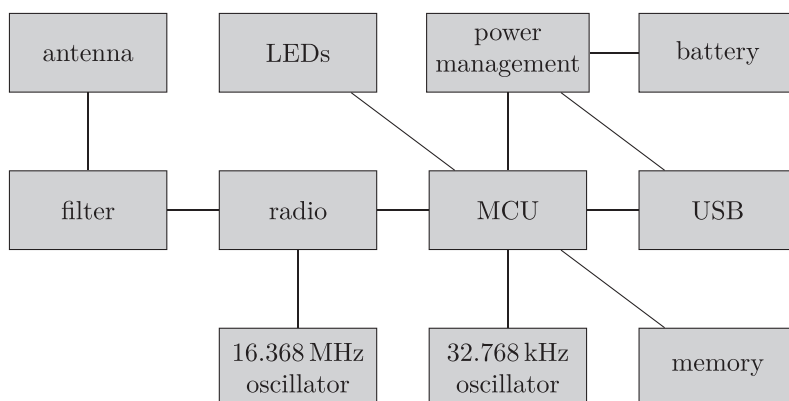 antenna
LEDs
power
management
battery
filter
radio
MCU
USB
16.368 MHz
oscillator
32.768 kHz
oscillator
memory